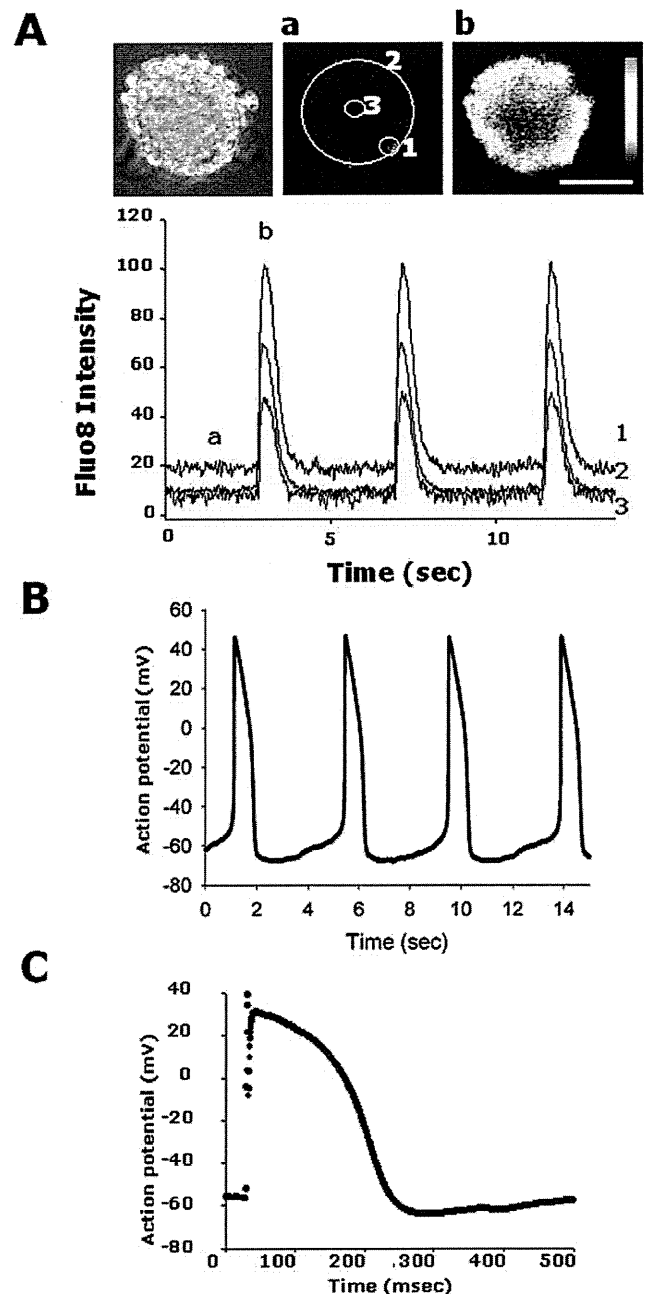 A
a
b
2
3
1
120
100
80
60
40
20
0
Fluo8 Intensity
b
a
1
2
3
0
5
10
Time (sec)
B
60
40
20
0
-20
-40
-60
-80
Action potential (mV)
0 2 4 6 8 10 12 14
Time (sec)
C
40
20
0
-20
-40
-60
-80
Action potential (mV)
0 100 200 .300 400 500
Time (msec)